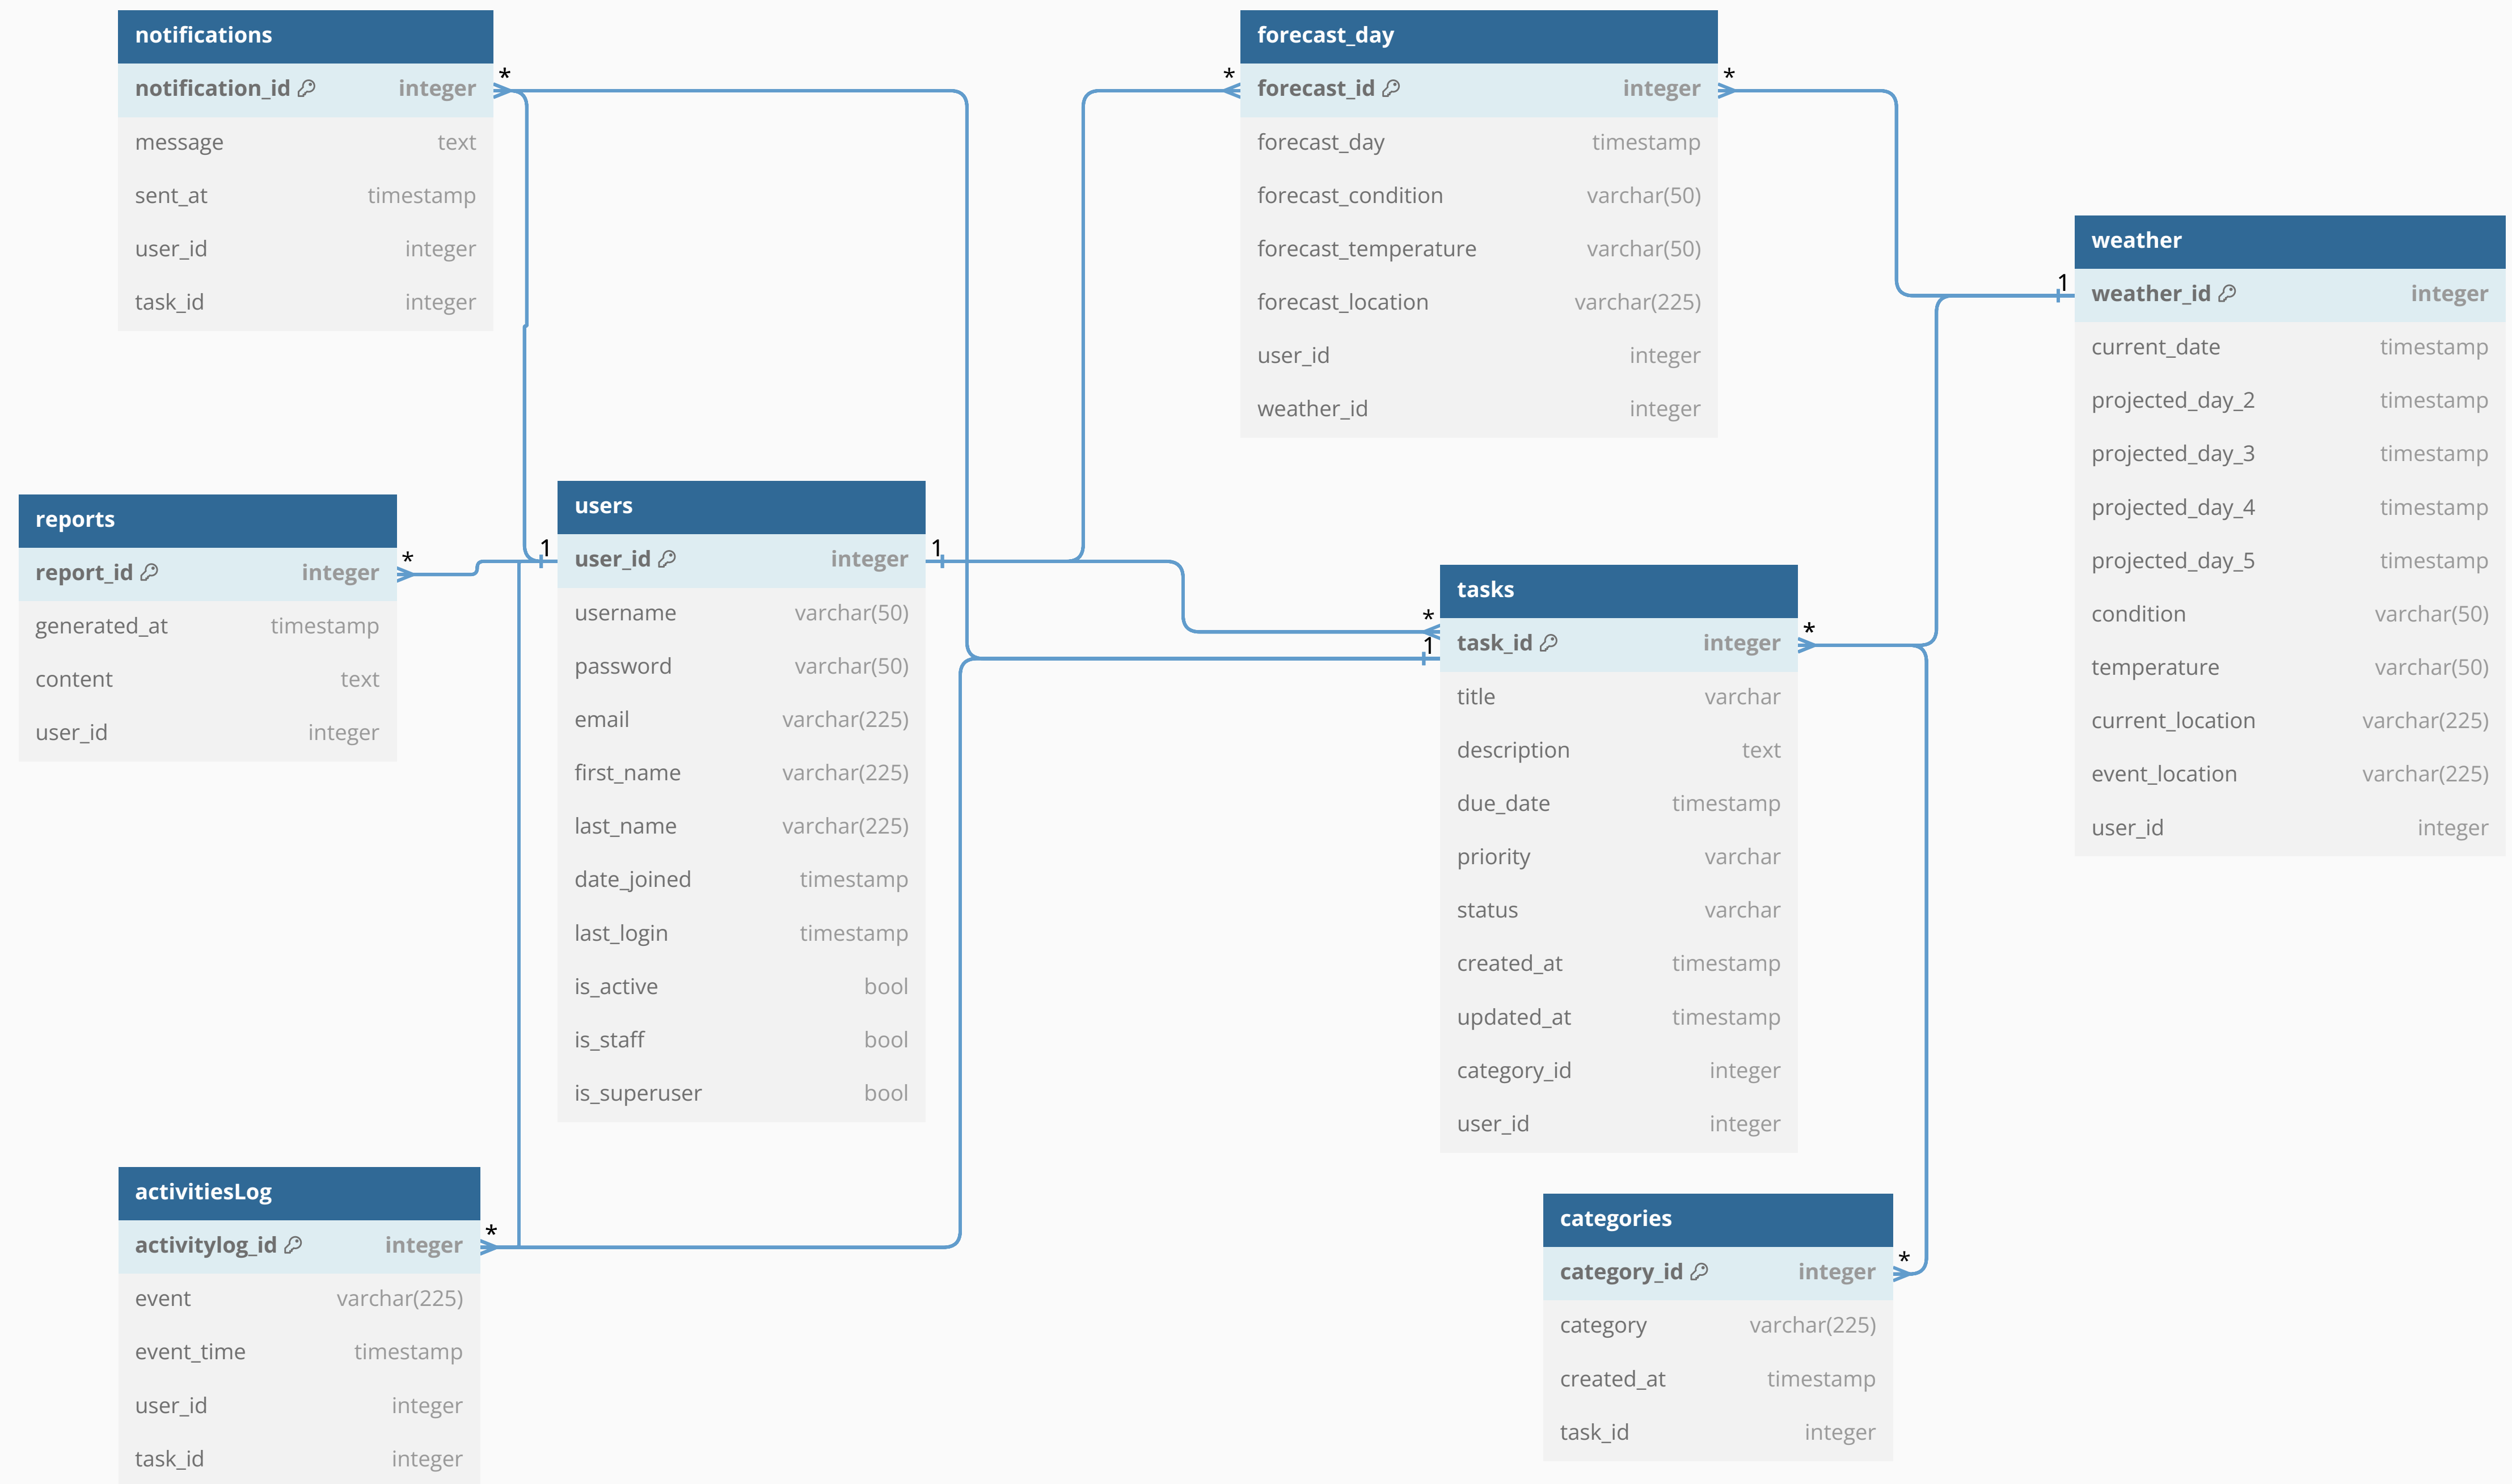 notifications
notification_id integer
message text
sent_at timestamp
user_id integer
task_id integer
*
forecast_day
forecast_id integer
forecast_day timestamp
forecast_condition varchar(50)
forecast_temperature varchar(50)
forecast_location varchar(225)
user_id integer
weather_id integer
*
*
weather
weather_id integer
current_date timestamp
projected_day_2 timestamp
projected_day_3 timestamp
projected_day_4 timestamp
projected_day_5 timestamp
condition varchar(50)
temperature varchar(50)
current_location varchar(225)
event_location varchar(225)
user_id integer
1
reports
report_id integer
generated_at timestamp
content text
user_id integer
*
users
user_id integer
username varchar(50)
password varchar(50)
email varchar(225)
first_name varchar(225)
last_name varchar(225)
date_joined timestamp
last_login timestamp
is_active bool
is_staff bool
is_superuser bool
1
1
tasks
task_id integer
title varchar
description text
due_date timestamp
priority varchar
status varchar
created_at timestamp
updated_at timestamp
category_id integer
user_id integer
*
1
*
activitiesLog
activitylog_id integer
event varchar(225)
event_time timestamp
user_id integer
task_id integer
*
categories
category_id integer
category varchar(225)
created_at timestamp
task_id integer
*